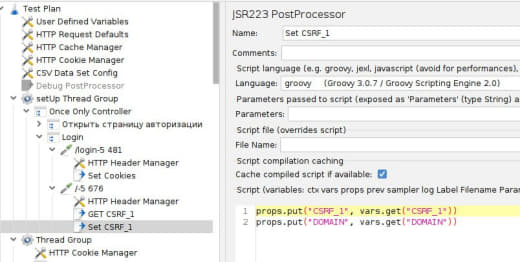 Test Plan
User Defined Variables
HTTP Request Defaults
HTTP Cache Manager
HTTP Cookie Manager
CSV Data Set Config
Debug PostProcessor
setUp Thread Group
Once Only Controller
Открыть страницу авторизации
Login
/login-5 481
HTTP Header Manager
Set Cookies
/-5 676
HTTP Header Manager
GET CSRF_1
Set CSRF_1
Thread Group
HTTP Cookie Manager
JSR223 PostProcessor
Name: Set CSRF_1
Comments:
Script language (e.g. groovy, jexl, javascript (avoid for performances),
Language: groovy (Groovy 3.0.7 / Groovy Scripting Engine 2.0)
Parameters passed to script (exposed as 'Parameters' (type String) a
Parameters:
Script file (overrides script)
File Name:
Script compilation caching
Cache compiled script if available:
Script (variables: ctx vars props prev sampler log Label Filename Para
1 props.put("CSRF_1", vars.get("CSRF_1"))
2 props.put("DOMAIN", vars.get("DOMAIN"))